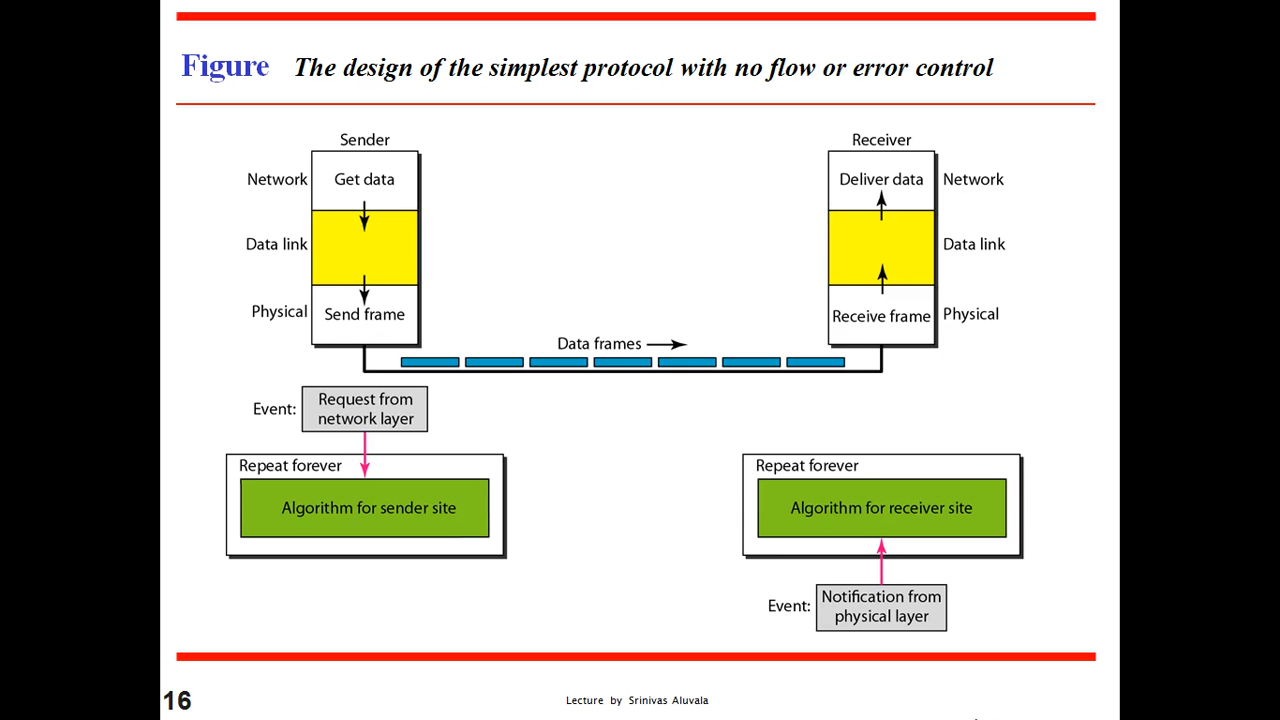 Figure The design of the simplest protocol with no flow or error control
Sender
Receiver
Network
Get data
Deliver data
Network
Data link
Data link
Physical
Send frame
Receive frame
Physical
Data frames
Event:
Request from
network layer
Repeat forever
Algorithm for sender site
Repeat forever
Algorithm for receiver site
Event:
Notification from
physical layer
16
Lecture by Srinivas Aluvala